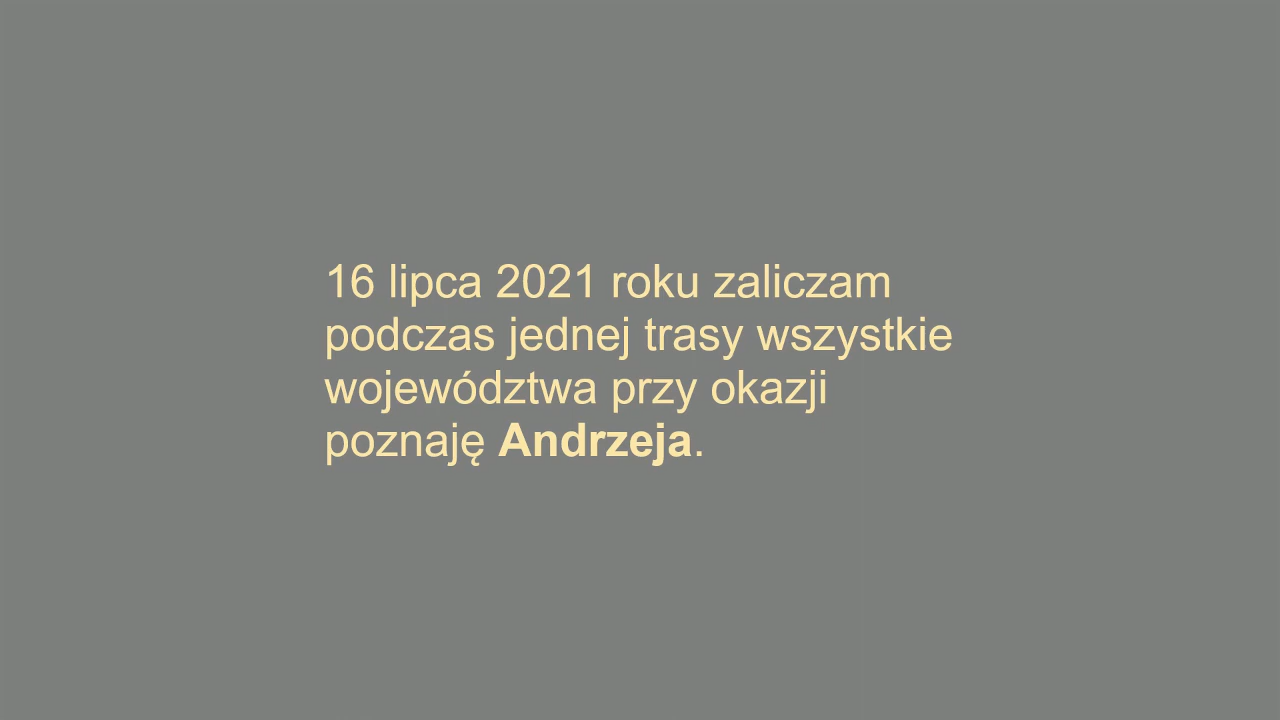 16 lipca 2021 roku zaliczam
podczas jednej trasy wszystkie
województwa przy okazji
poznaję Andrzeja.